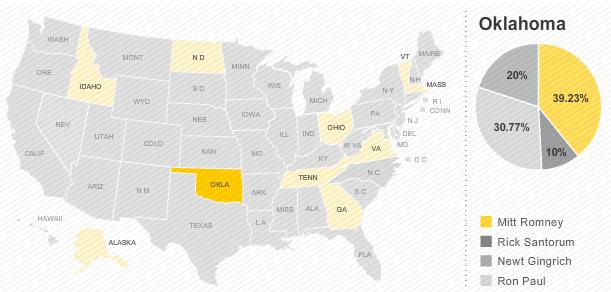 Oklahoma
WASH
MONT
N D
MINN
VT
MAINE
ORE
IDAHO
S D
WIS
N H
MASS
WYO
MICH
N Y
R I
CONN
NEB
IOWA
PA
N J
NEV
UTAH
COLO
ILL
IND
OHIO
DEL
MD
W VA
VA
D C
CALIF
KAN
MO
KY
N C
TENN
ARIZ
N M
OKLA
ARK
S C
MISS
ALA
GA
TEXAS
L A
FLA
HAWAII
ALASKA
20%
39.23%
30.77%
10%
Mitt Romney
Rick Santorum
Newt Gingrich
Ron Paul